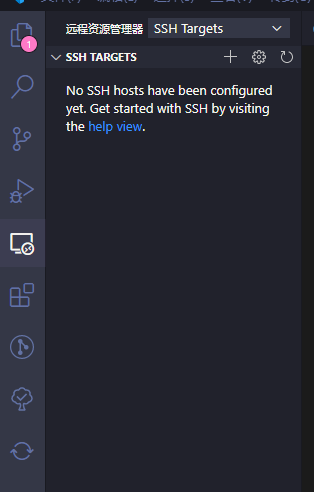 远程资源管理器 SSH Targets
SSH TARGETS
No SSH hosts have been configured
yet. Get started with SSH by visiting
the help view.
1